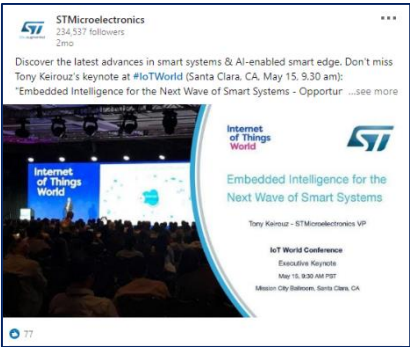 STMicroelectronics
234,537 followers
2mo
Discover the latest advances in smart systems & AI-enabled smart edge. Don't miss
Tony Keirouz's keynote at #IoTWorld (Santa Clara, CA, May 15, 9.30 am):
"Embedded Intelligence for the Next Wave of Smart Systems - Opportur ...see more
Internet
of Things
World
Internet
of Things
World
ST
Embedded Intelligence for the
Next Wave of Smart Systems
Tony Keirouz - STMicroelectronics VP
IoT World Conference
Executive Keynote
May 15, 9:30 AM PST
Mission City Ballroom, Santa Clara, CA
77